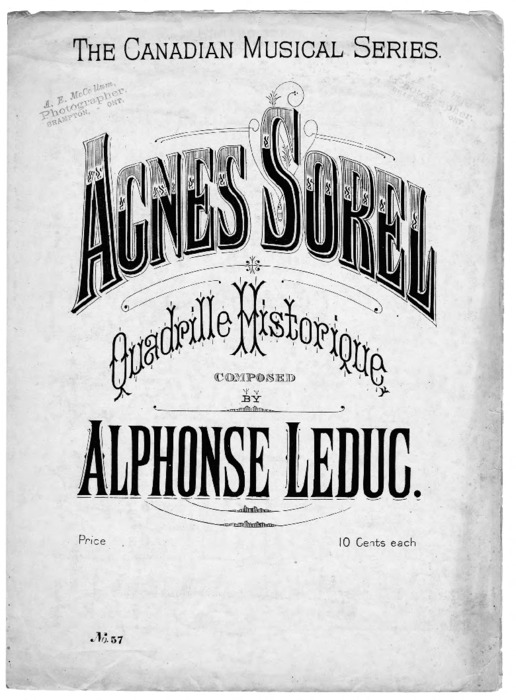 THE CANADIAN MUSICAL SERIES.
A. E. McCollum,
Photographer,
BRAMPTON, ONT.
AGNES SOREL
Quadrille Historique,
COMPOSED
BY
ALPHONSE LEDUC.
Price
10 Cents each
No. 57